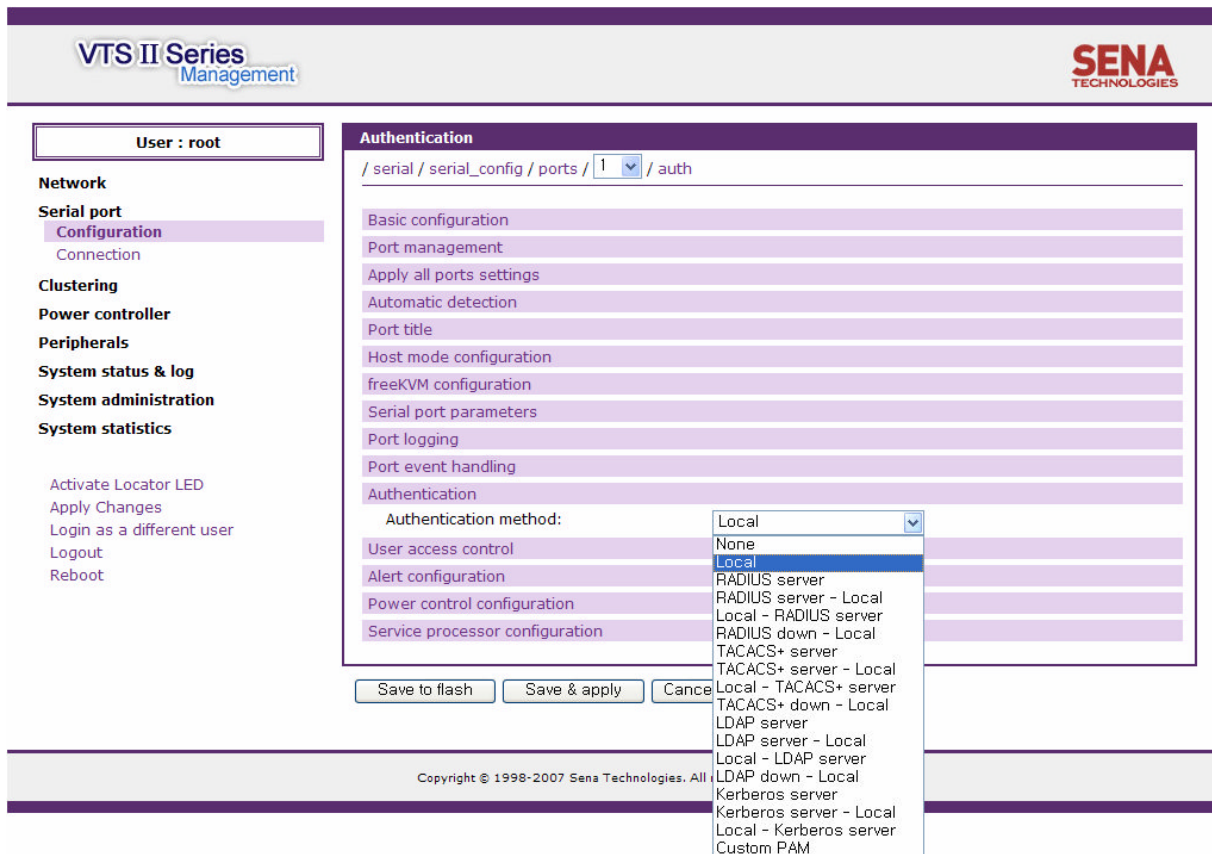 VTS II Series
Management
SENA
TECHNOLOGIES
User : root
Network
Serial port
Configuration
Connection
Clustering
Power controller
Peripherals
System status & log
System administration
System statistics
Activate Locator LED
Apply Changes
Login as a different user
Logout
Reboot
Authentication
/ serial / serial_config / ports / 1 / auth
Basic configuration
Port management
Apply all ports settings
Automatic detection
Port title
Host mode configuration
freeKVM configuration
Serial port parameters
Port logging
Port event handling
Authentication
Authentication method: Local
User access control
Alert configuration
Power control configuration
Service processor configuration
None
Local
RADIUS server
RADIUS server - Local
Local - RADIUS server
RADIUS down - Local
TACACS+ server
TACACS+ server - Local
Local - TACACS+ server
TACACS+ down - Local
LDAP server
LDAP server - Local
Local - LDAP server
LDAP down - Local
Kerberos server
Kerberos server - Local
Local - Kerberos server
Custom PAM
Save to flash Save & apply Cance
Copyright © 1998-2007 Sena Technologies. All